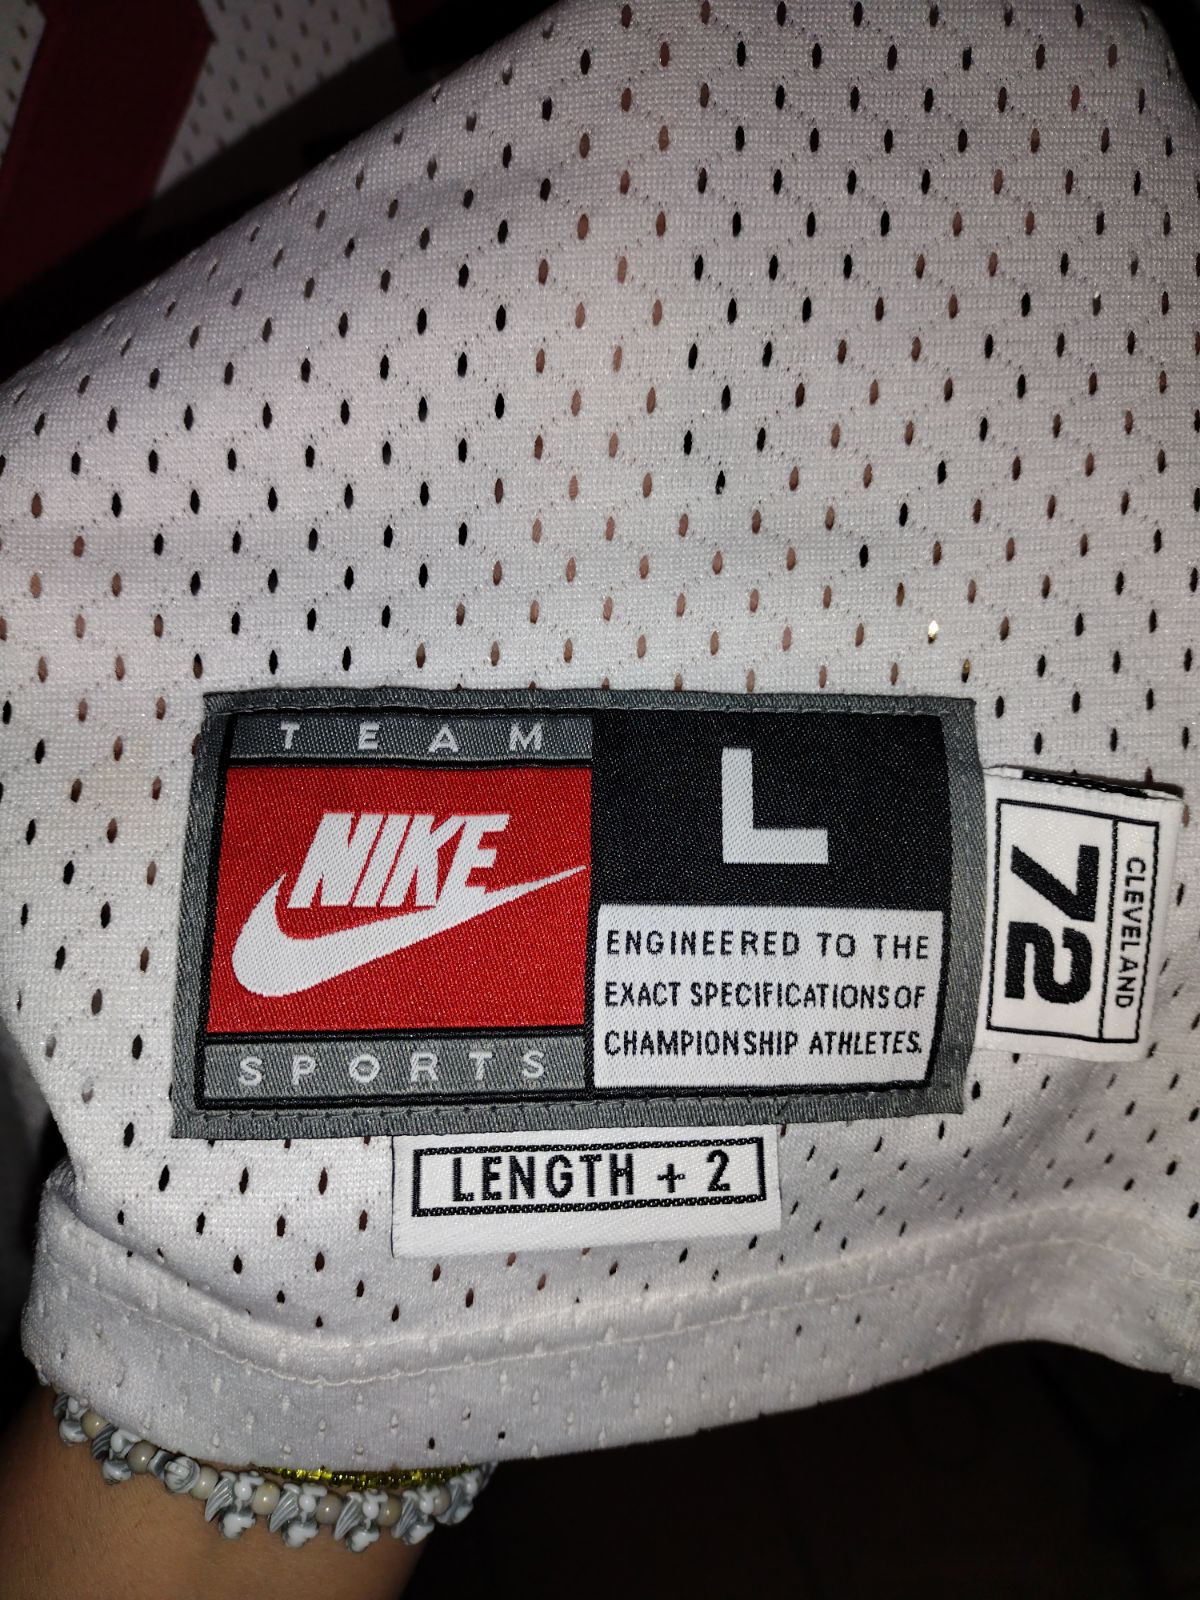 TEAM
NIKE
SPORTS
L
ENGINEERED TO THE
EXACT SPECIFICATIONS OF
CHAMPIONSHIP ATHLETES.
CLEVELAND
72
LENGTH + 2